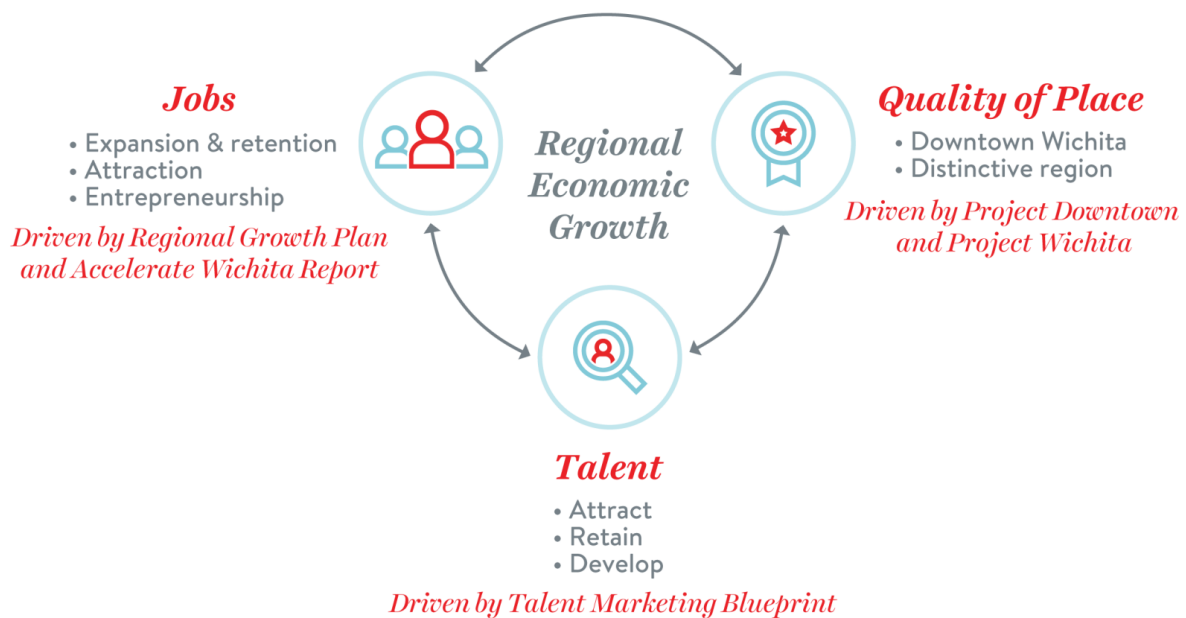 Jobs
• Expansion & retention
• Attraction
• Entrepreneurship
Driven by Regional Growth Plan
and Accelerate Wichita Report
Regional
Economic
Growth
Quality of Place
• Downtown Wichita
• Distinctive region
Driven by Project Downtown
and Project Wichita
Talent
• Attract
• Retain
• Develop
Driven by Talent Marketing Blueprint